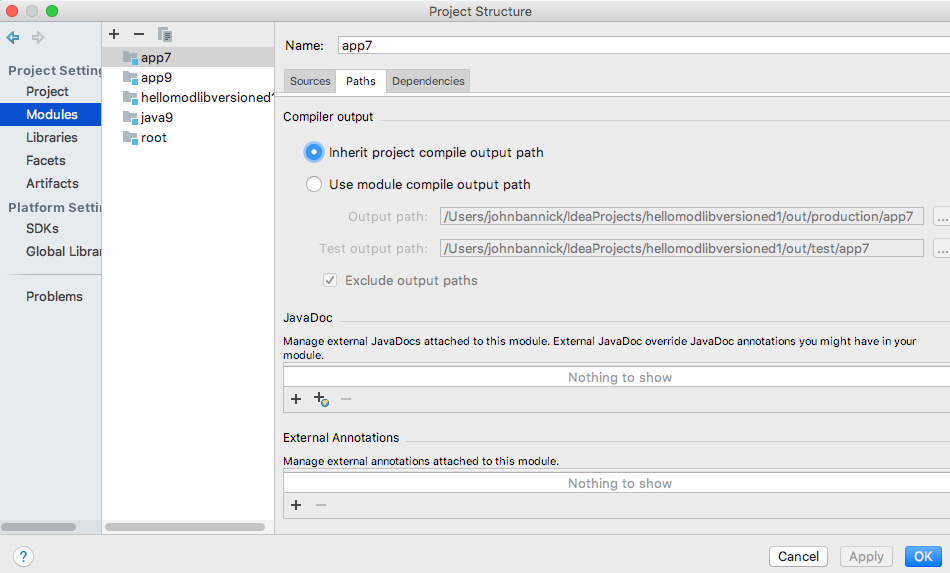 Project Structure
Project Setting
Project
Modules
Libraries
Facets
Artifacts
Platform Setti
SDKs
Global Librar
Problems
app7
app9
hellomodlibversioned1
java9
root
Name: app7
Sources Paths Dependencies
Compiler output
Inherit project compile output path
Use module compile output path
Output path: /Users/johnbannick/IdeaProjects/hellomodlibversioned1/out/production/app7 ...
Test output path: /Users/johnbannick/IdeaProjects/hellomodlibversioned1/out/test/app7 ...
Exclude output paths
JavaDoc
Manage external JavaDocs attached to this module. External JavaDoc override JavaDoc annotations you might have in your
module.
Nothing to show
External Annotations
Manage external annotations attached to this module.
Nothing to show
? Cancel Apply OK